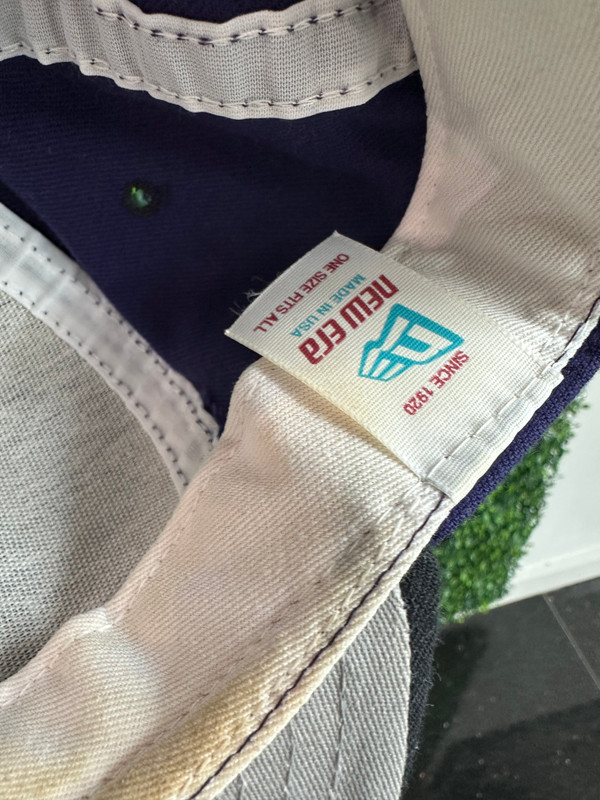 SINCE 1920
new era
MADE IN USA
ONE SIZE FITS ALL